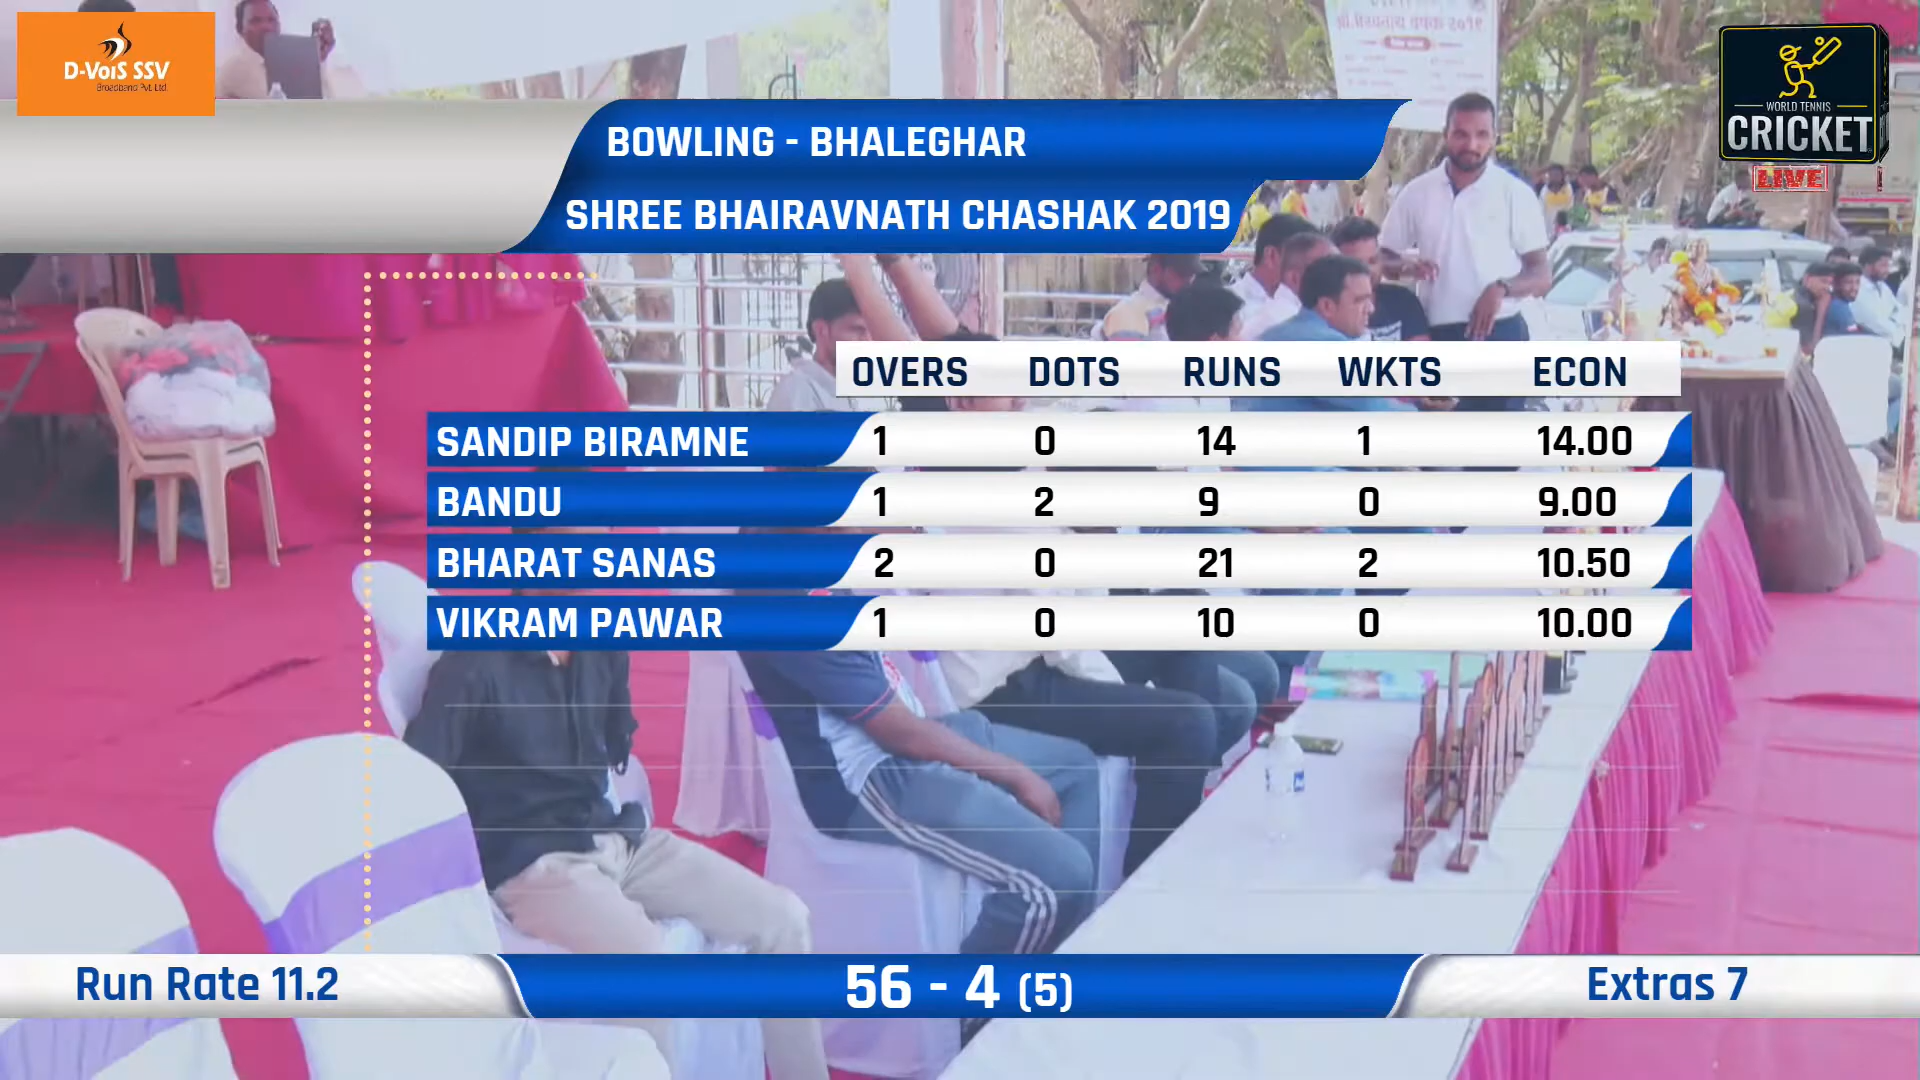 D-VoiS SSV
Broadband Pvt. Ltd.
WORLD TENNIS
CRICKET
LIVE
BOWLING - BHALEGHAR
SHREE BHAIRAVNATH CHASHAK 2019
OVERS DOTS RUNS WKTS ECON
SANDIP BIRAMNE 1 0 14 1 14.00
BANDU 1 2 9 0 9.00
BHARAT SANAS 2 0 21 2 10.50
VIKRAM PAWAR 1 0 10 0 10.00
Run Rate 11.2
56 - 4 (5)
Extras 7